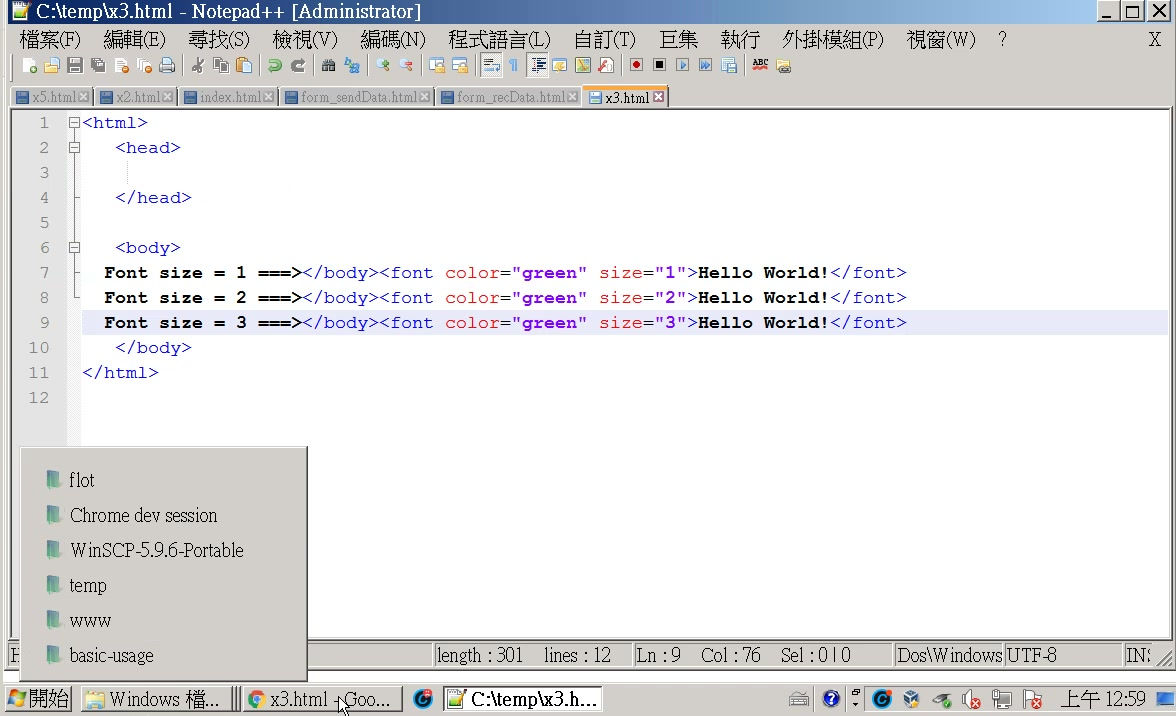 C:\temp\x3.html - Notepad++ [Administrator]
檔案(F) 編輯(E) 尋找(S) 檢視(V) 編碼(N) 程式語言(L) 自訂(T) 巨集 執行 外掛模組(P) 視窗(W) ? X
ABC
x5.html x2.html index.html form_sendData.html form_recData.html x3.html
1 <html>
2 <head>
3
4 </head>
5
6 <body>
7 Font size = 1 ===></body><font color="green" size="1">Hello World!</font>
8 Font size = 2 ===></body><font color="green" size="2">Hello World!</font>
9 Font size = 3 ===></body><font color="green" size="3">Hello World!</font>
10 </body>
11 </html>
12
flot
Chrome dev session
WinSCP-5.9.6-Portable
temp
www
basic-usage
length : 301 lines : 12 Ln : 9 Col : 76 Sel : 0 | 0 Dos\Windows UTF-8
開始 Windows 檔... x3.html - Goo... C:\temp\x3.h... 上午 12:59